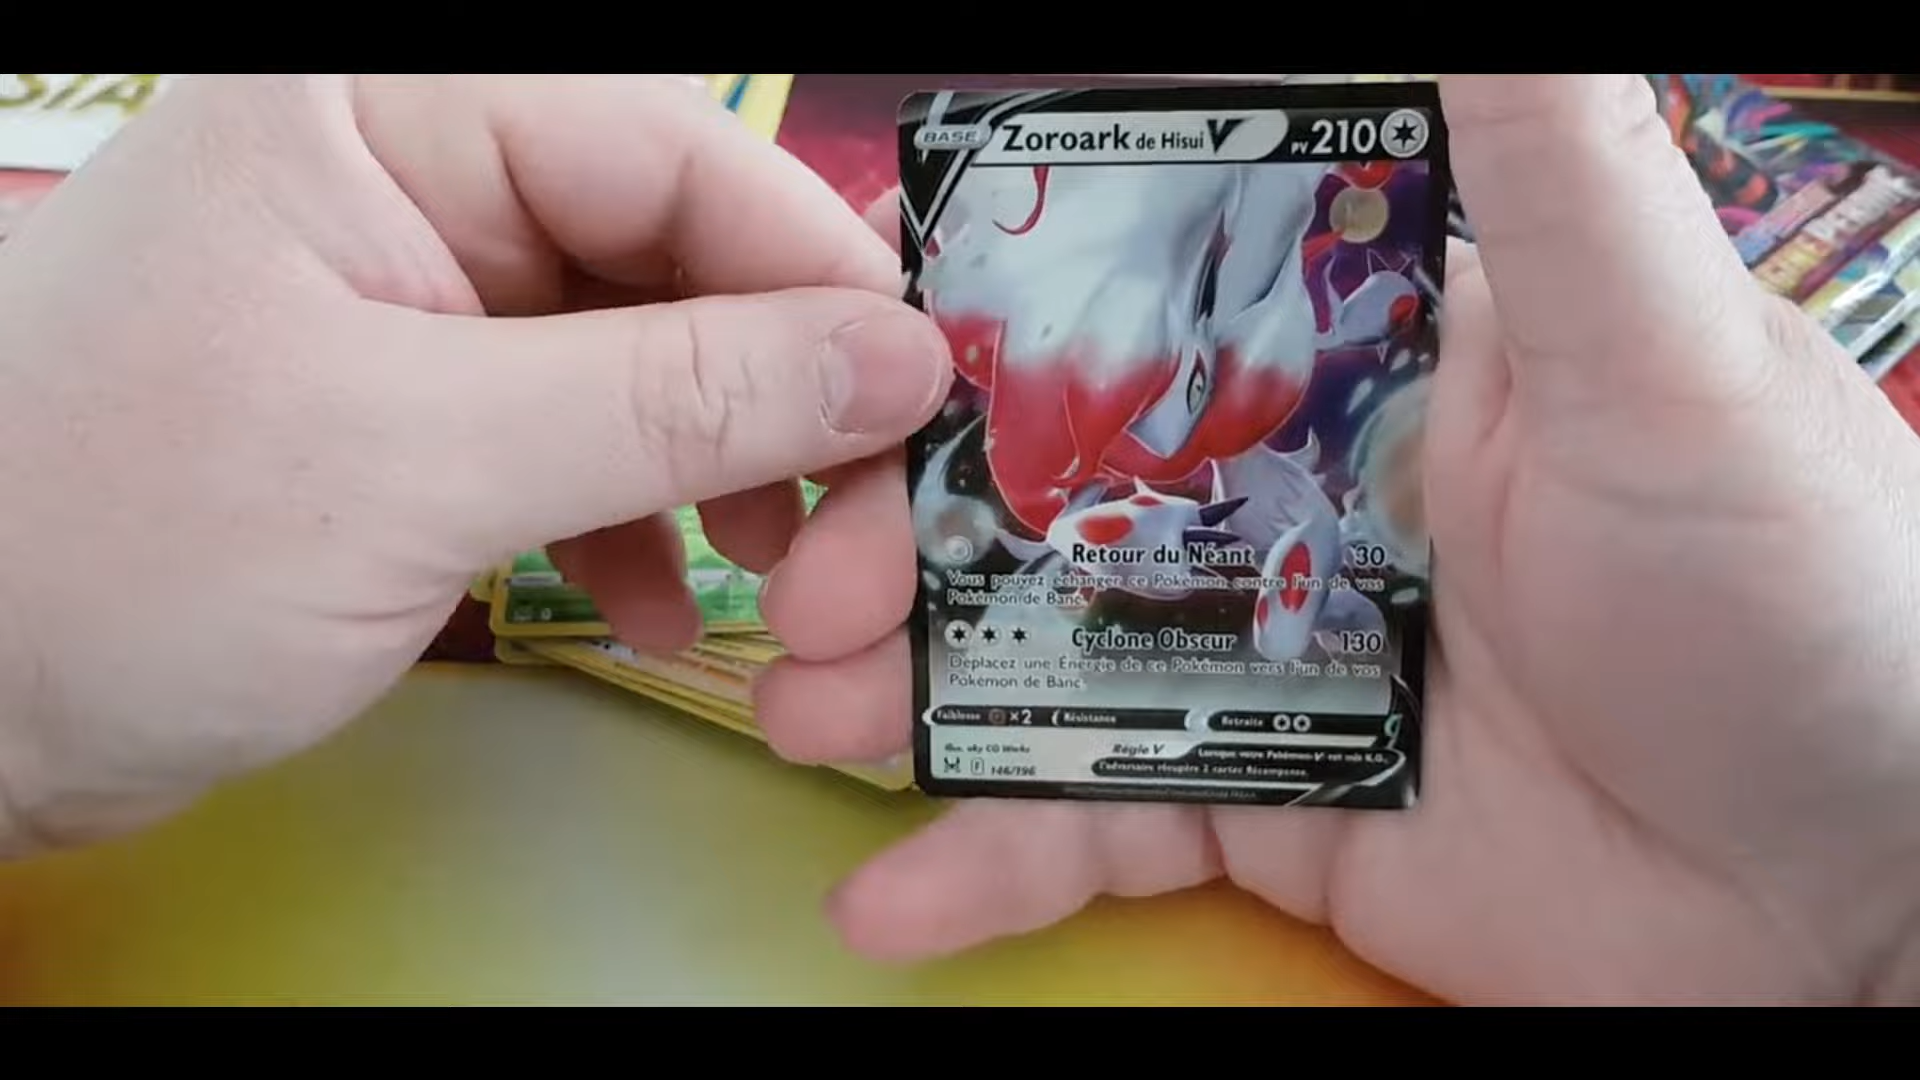 BASE Zoroark de Hisui V PV 210
Retour du Néant 30
Vous pouvez échanger ce Pokémon contre l'un de vos
Pokémon de Banc.
Cyclone Obscur 130
Déplacez une Énergie de ce Pokémon vers l'un de vos
Pokémon de Banc.
Faiblesse ×2 Résistance Retraite
Illus. aky CG Works Règle V Lorsque votre Pokémon-V est mis K.O.,
F 146/196 l'adversaire récupère 2 cartes Récompense.